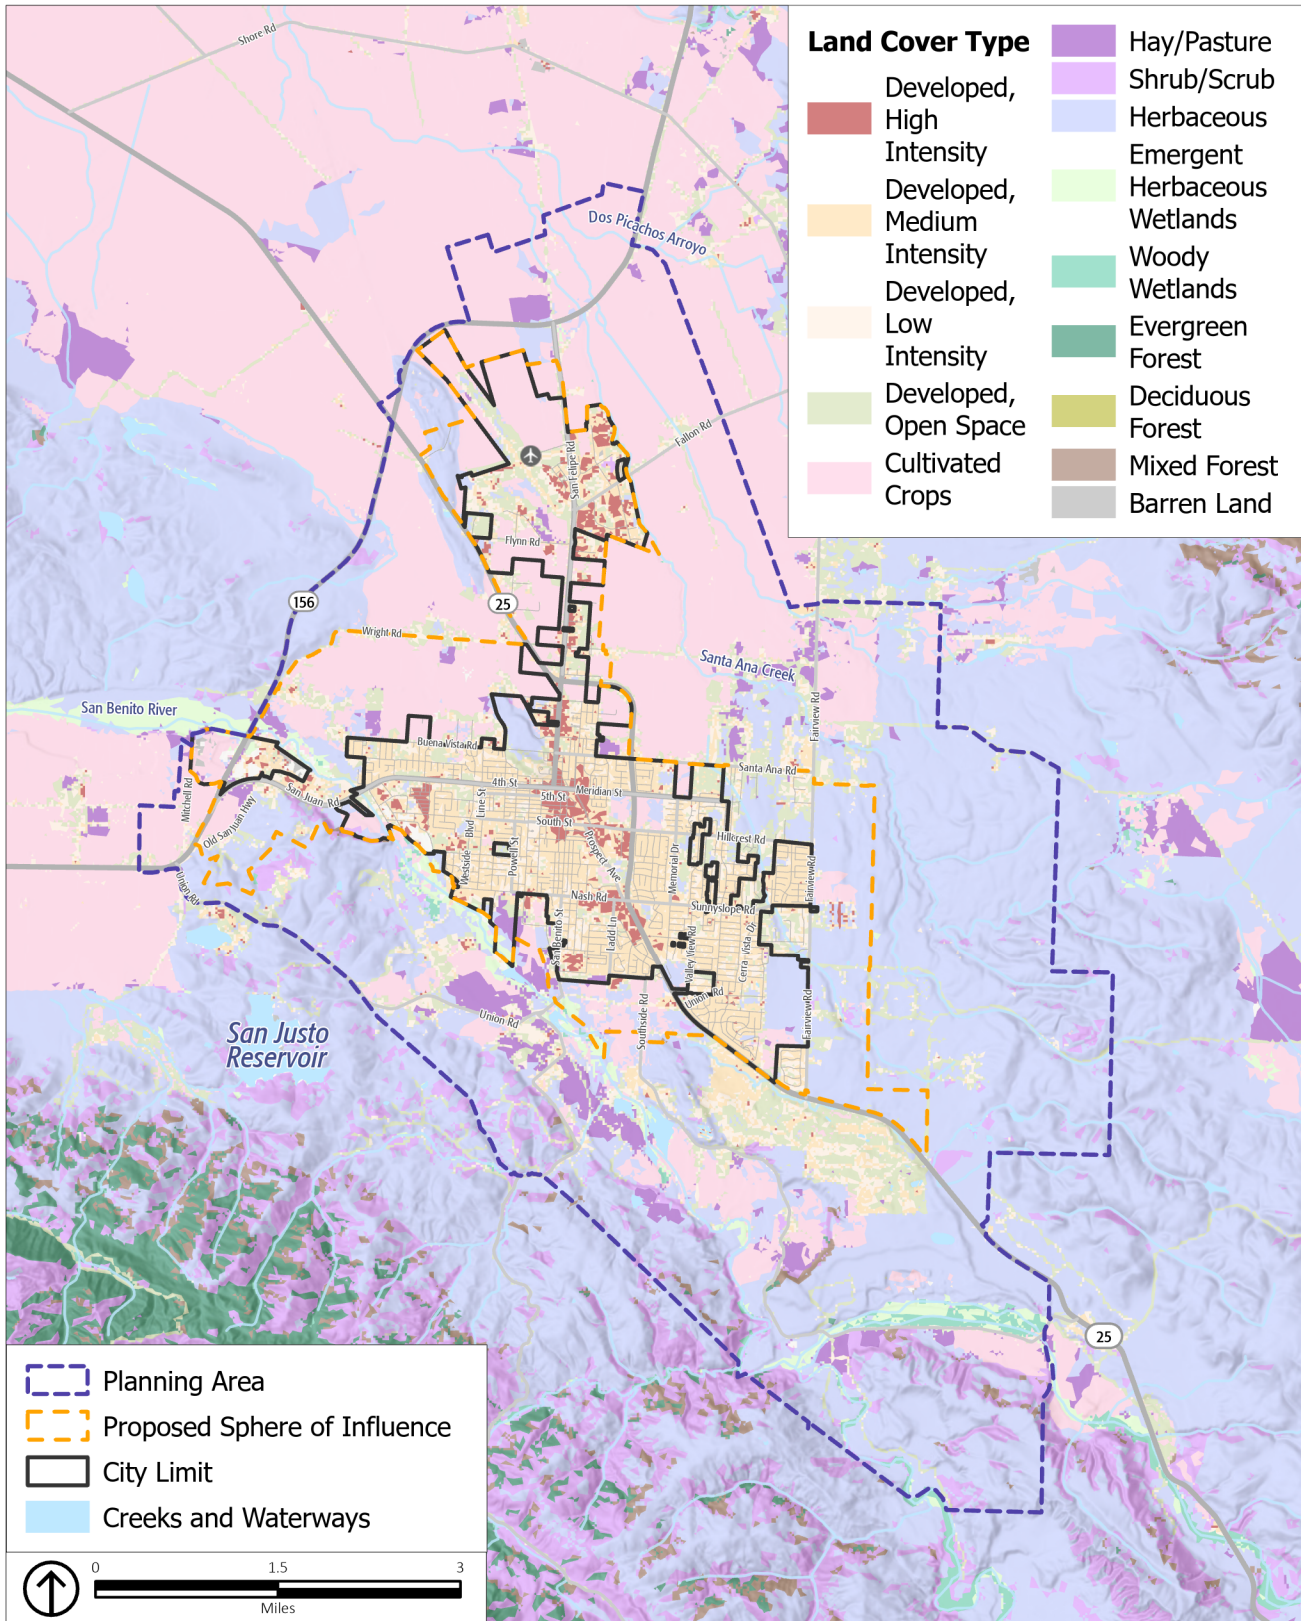 Shore Rd
Land Cover Type
Developed,
High
Intensity
Developed,
Medium
Intensity
Developed,
Low
Intensity
Developed,
Open Space
Cultivated
Crops
Hay/Pasture
Shrub/Scrub
Herbaceous
Emergent
Herbaceous
Wetlands
Woody
Wetlands
Evergreen
Forest
Deciduous
Forest
Mixed Forest
Barren Land
Dos Picachos Arroyo
Fallon Rd
San Felipe Rd
Flynn Rd
156
25
Wright Rd
Santa Ana Creek
San Benito River
Fairview Rd
Buena Vista Rd
Santa Ana Rd
Mitchell Rd
San Juan Rd
Old San Juan Hwy
4th St
Meridian St
5th St
Line St
South St
Hillcrest Rd
Westside Blvd
Powell St
Prospect Ave
Memorial Dr
Fairview Rd
Union Rd
Nash Rd
Sunnyslope Rd
San Benito St
Ladd Ln
Valley View Rd
Cerra Vista Dr
Union Rd
Southside Rd
Union Rd
Fairview Rd
San Justo
Reservoir
25
Planning Area
Proposed Sphere of Influence
City Limit
Creeks and Waterways
0
1.5
3
Miles